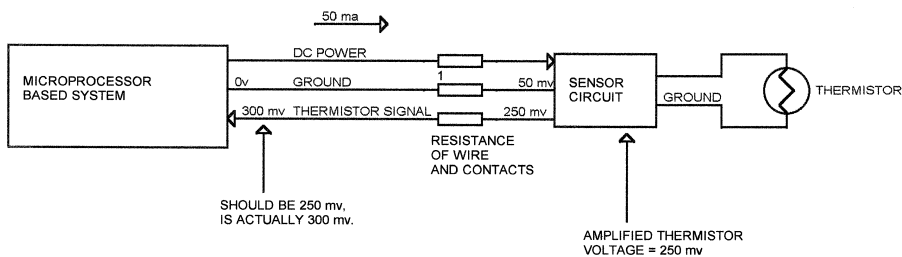 50 ma
DC POWER
MICROPROCESSOR
BASED SYSTEM
0v
GROUND
1
50 mv
300 mv THERMISTOR SIGNAL
250 mv
SENSOR
CIRCUIT
GROUND
THERMISTOR
RESISTANCE
OF WIRE
AND CONTACTS
SHOULD BE 250 mv,
IS ACTUALLY 300 mv.
AMPLIFIED THERMISTOR
VOLTAGE = 250 mv